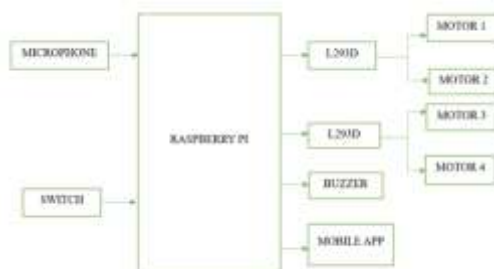 MOTOR 1
MICROPHONE
L293D
MOTOR 2
MOTOR 3
L293D
RASPBERRY PI
MOTOR 4
BUZZER
SWITCH
MOBILE APP